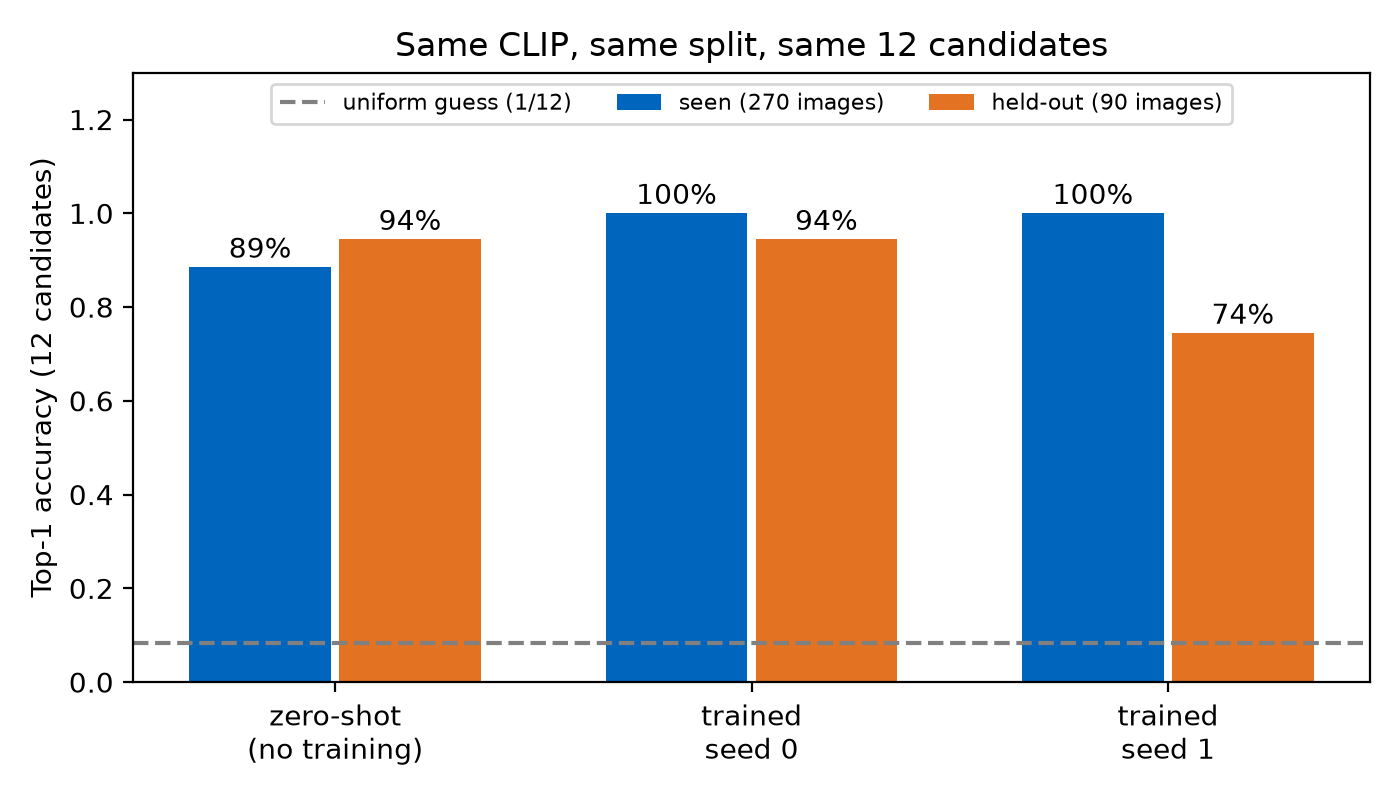 Same CLIP, same split, same 12 candidates
uniform guess (1/12)
seen (270 images)
held-out (90 images)
Top-1 accuracy (12 candidates)
1.2
1.0
0.8
0.6
0.4
0.2
0.0
89%
94%
100%
94%
100%
74%
zero-shot
(no training)
trained
seed 0
trained
seed 1